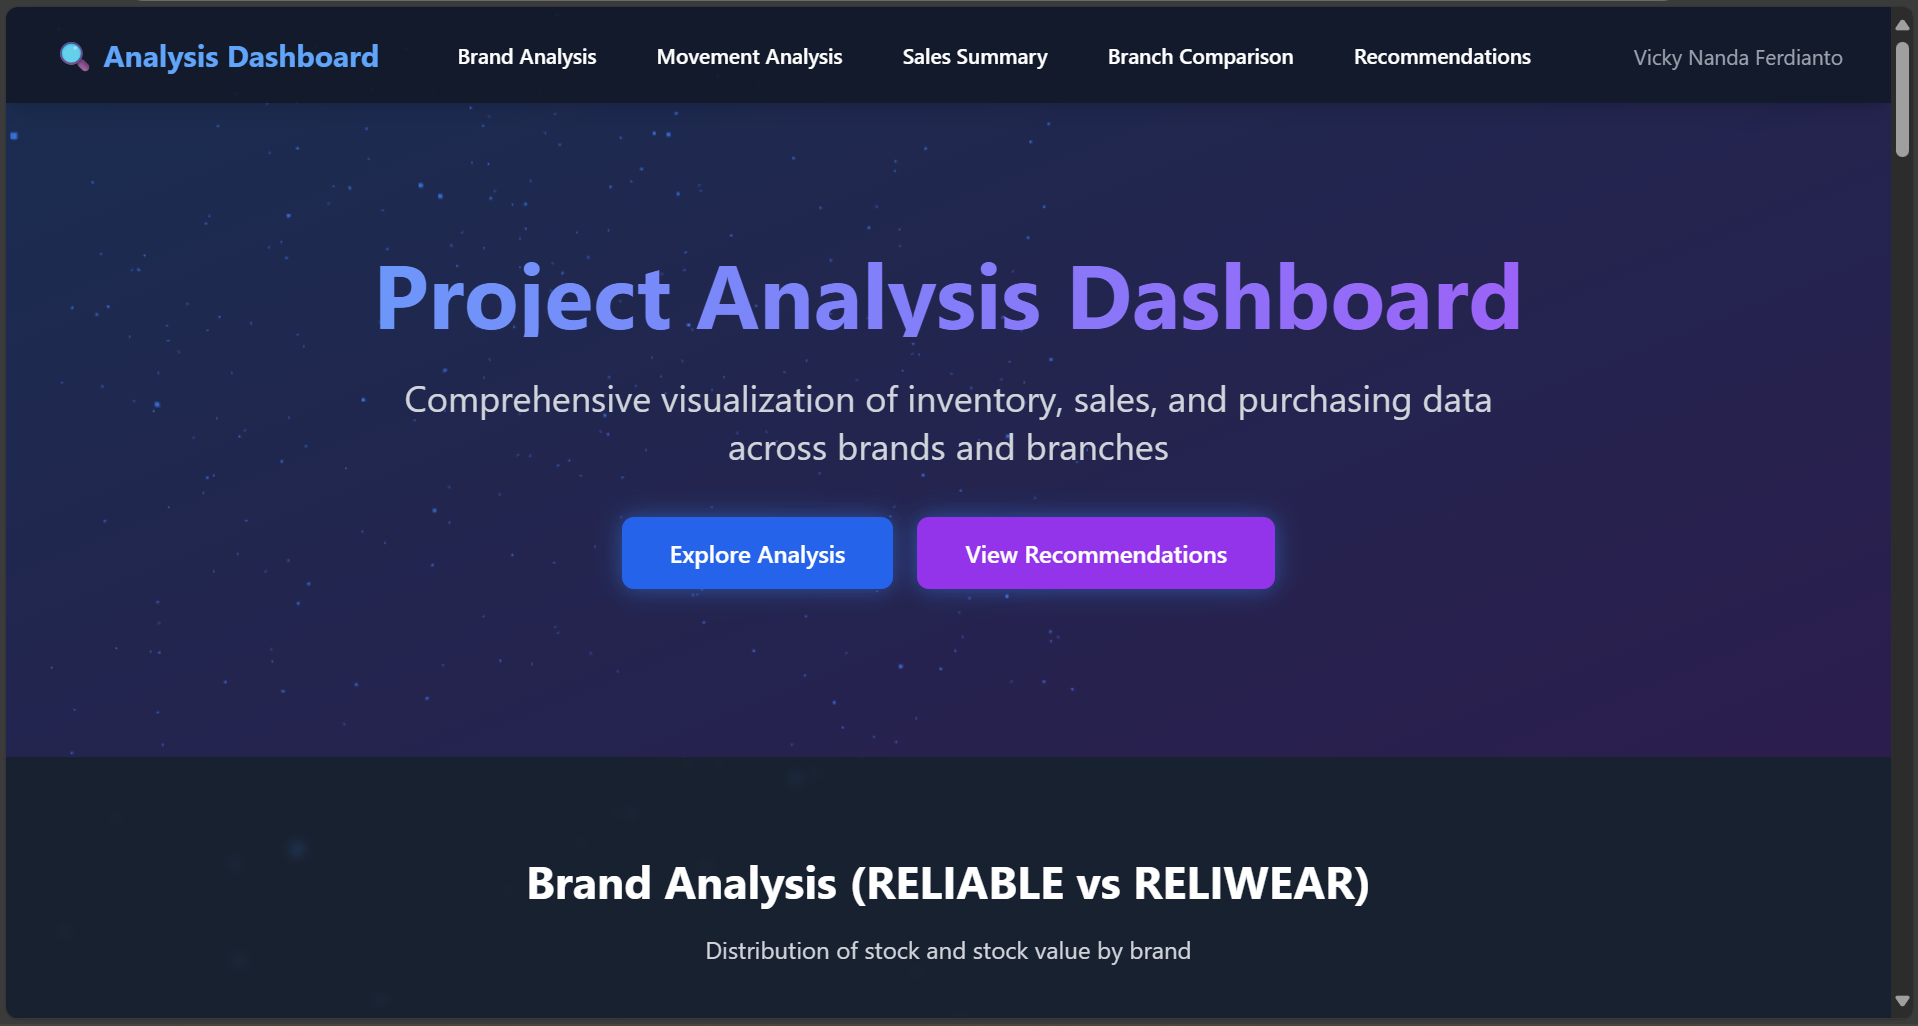 Analysis Dashboard
Brand Analysis
Movement Analysis
Sales Summary
Branch Comparison
Recommendations
Vicky Nanda Ferdianto
Project Analysis Dashboard
Comprehensive visualization of inventory, sales, and purchasing data
across brands and branches
Explore Analysis
View Recommendations
Brand Analysis (RELIABLE vs RELIWEAR)
Distribution of stock and stock value by brand